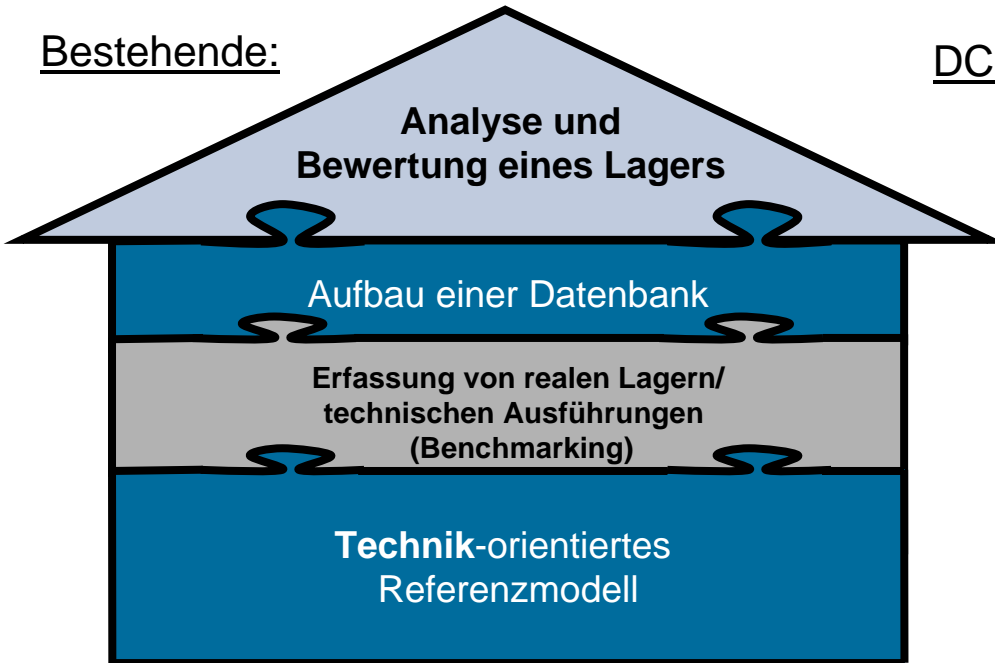 Bestehende:
DC
Analyse und
Bewertung eines Lagers
Aufbau einer Datenbank
Erfassung von realen Lagern/
technischen Ausführungen
(Benchmarking)
Technik-orientiertes
Referenzmodell